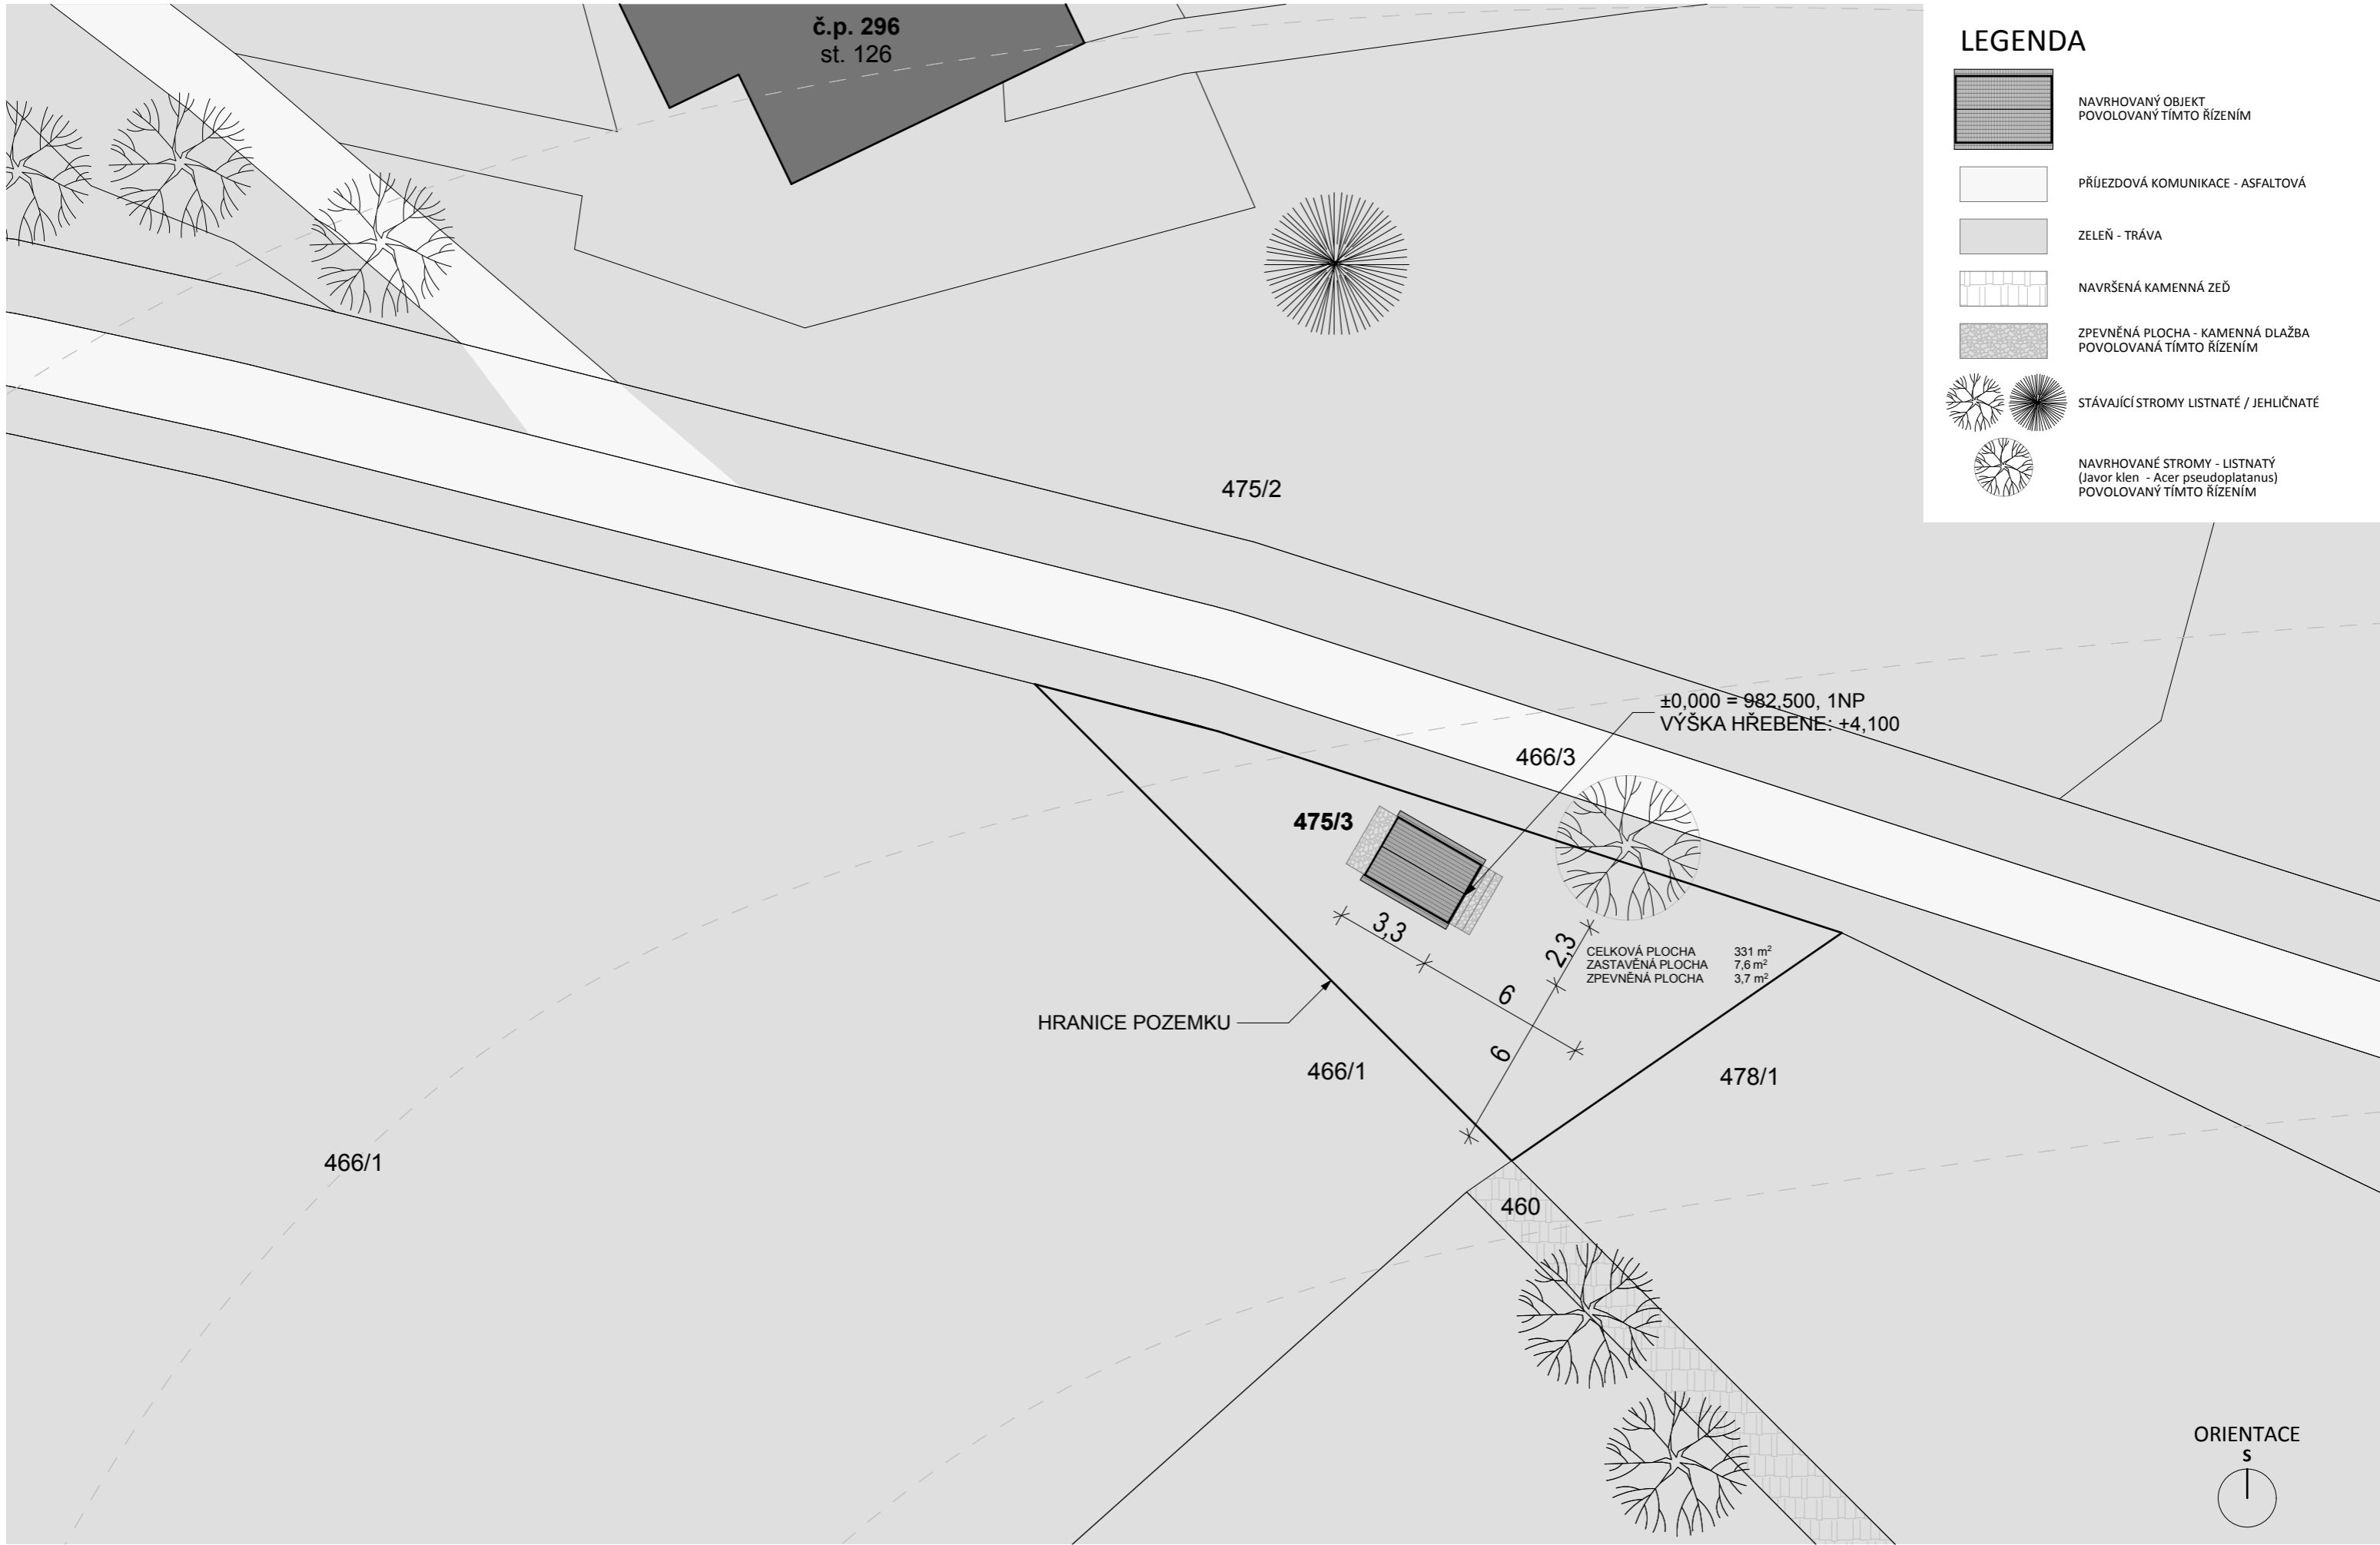 č.p. 296
st. 126
LEGENDA
NAVRHOVANÝ OBJEKT
POVOLOVANÝ TÍMTO ŘÍZENÍM
PŘÍJEZDOVÁ KOMUNIKACE - ASFALTOVÁ
ZELEŇ - TRÁVA
NAVRŠENÁ KAMENNÁ ZEĎ
ZPEVNĚNÁ PLOCHA - KAMENNÁ DLAŽBA
POVOLOVANÁ TÍMTO ŘÍZENÍM
STÁVAJÍCÍ STROMY LISTNATÉ / JEHLIČNATÉ
NAVRHOVANÉ STROMY - LISTNATÝ
(Javor klen - Acer pseudoplatanus)
POVOLOVANÝ TÍMTO ŘÍZENÍM
475/2
±0,000 = 982,500, 1NP
VÝŠKA HŘEBENE: +4,100
466/3
475/3
3,3
2,3
CELKOVÁ PLOCHA 331 m²
ZASTAVĚNÁ PLOCHA 7,6 m²
ZPEVNĚNÁ PLOCHA 3,7 m²
6
6
HRANICE POZEMKU
466/1
478/1
466/1
460
ORIENTACE
S